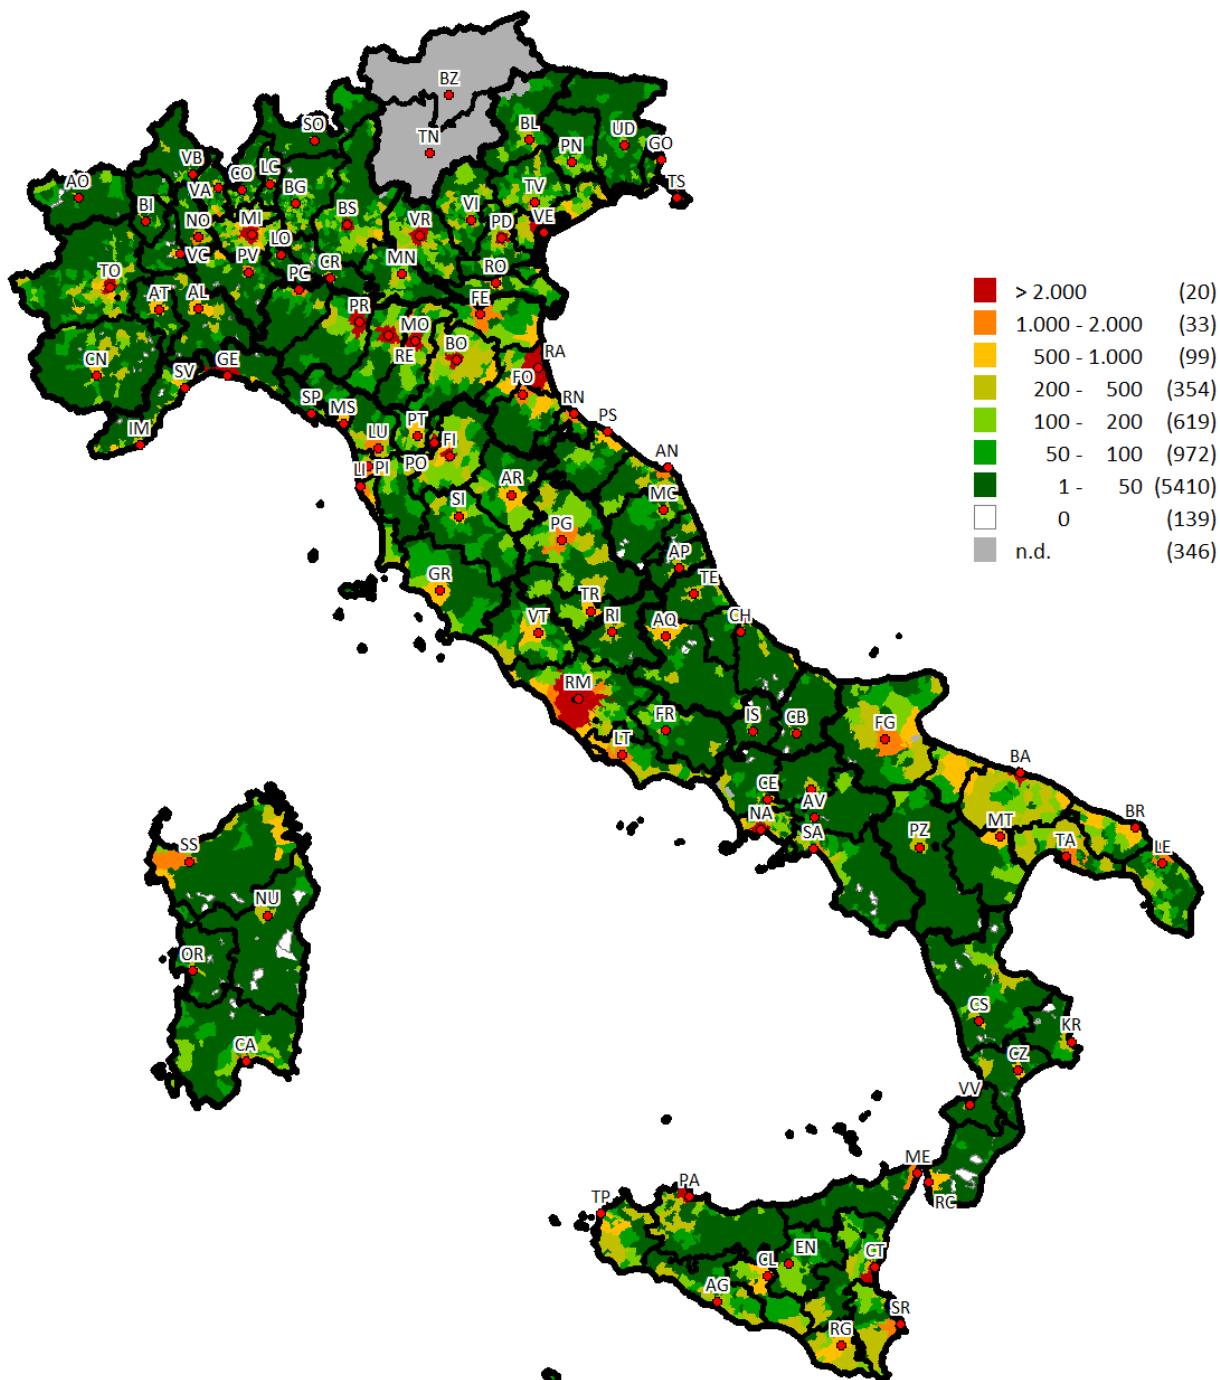 BZ
SO
TN
BL
UD
PN
GO
VB
LC
CO
AO
VA
BG
TS
BI
TV
NO
MI
BS
VR
VI
PD
VE
LO
VC
PV
CR
MN
RO
TO
PC
AT
AL
FE
PR
MO
BO
RE
RA
CN
GE
SV
FO
SP
MS
RN
PS
IM
PT
LU
FI
LI
PI
PO
AN
AR
SI
MC
PG
AP
GR
TE
TR
VT
RI
AQ
CH
RM
FR
IS
CB
FG
LT
BA
CE
AV
NA
SA
BR
PZ
MT
TA
LE
SS
NU
OR
CA
CS
KR
CZ
VV
ME
RC
TP
PA
EN
CL
CT
AG
SR
RG
> 2.000 (20)
1.000 - 2.000 (33)
500 - 1.000 (99)
200 - 500 (354)
100 - 200 (619)
50 - 100 (972)
1 - 50 (5410)
0 (139)
n.d. (346)